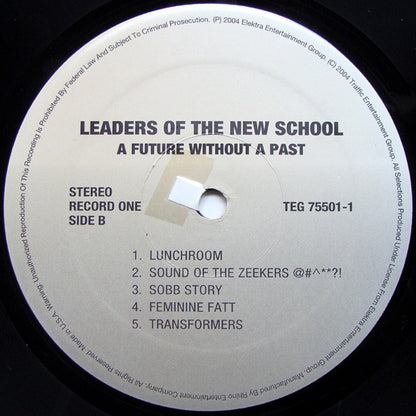 Unauthorized Reproduction Of This Recording Is Prohibited By Federal Law And Subject To Criminal Prosecution. (P) 2004 Elektra Entertainment Group. (C) 2004 Traffic Entertainment Group. All Selections Produced Under License From Elektra Entertainment Group. Manufactured By Rhino Entertainment Company. All Rights Reserved. Made in U.S.A. Warning:
LEADERS OF THE NEW SCHOOL
A FUTURE WITHOUT A PAST
STEREO
RECORD ONE
SIDE B
TEG 75501-1
1. LUNCHROOM
2. SOUND OF THE ZEEKERS @#^**?!
3. SOBB STORY
4. FEMININE FATT
5. TRANSFORMERS